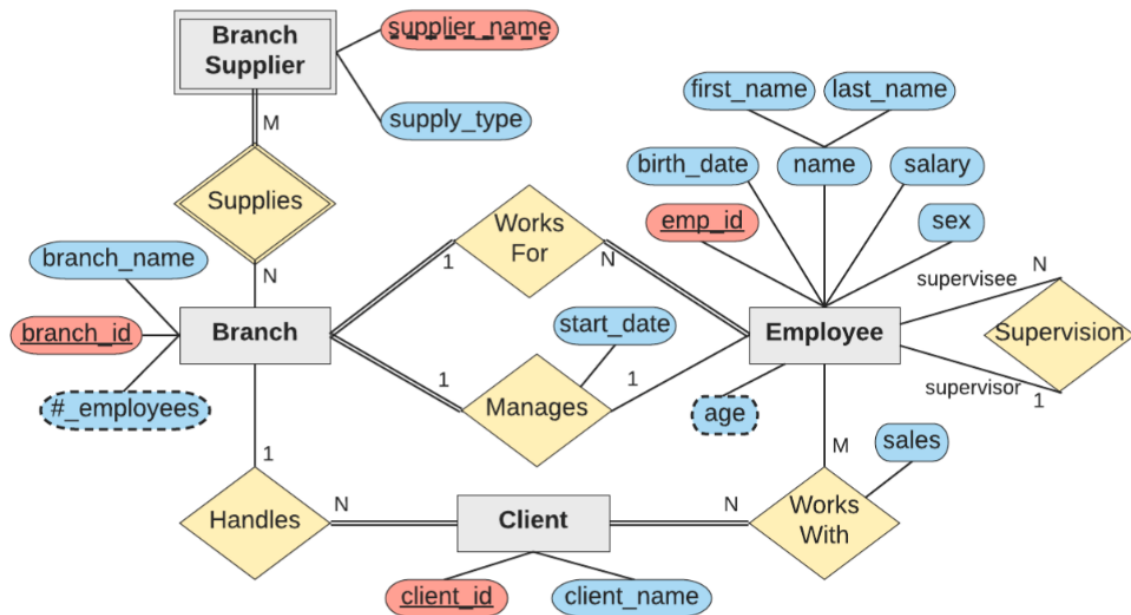 Branch
Supplier
supplier_name
supply_type
M
Supplies
N
first_name
last_name
birth_date
name
salary
emp_id
sex
Works
For
1
N
branch_name
branch_id
#_employees
Branch
start_date
Employee
supervisee
N
Supervision
supervisor
1
1
Manages
1
age
1
Handles
N
Client
N
M
sales
Works
With
client_id
client_name